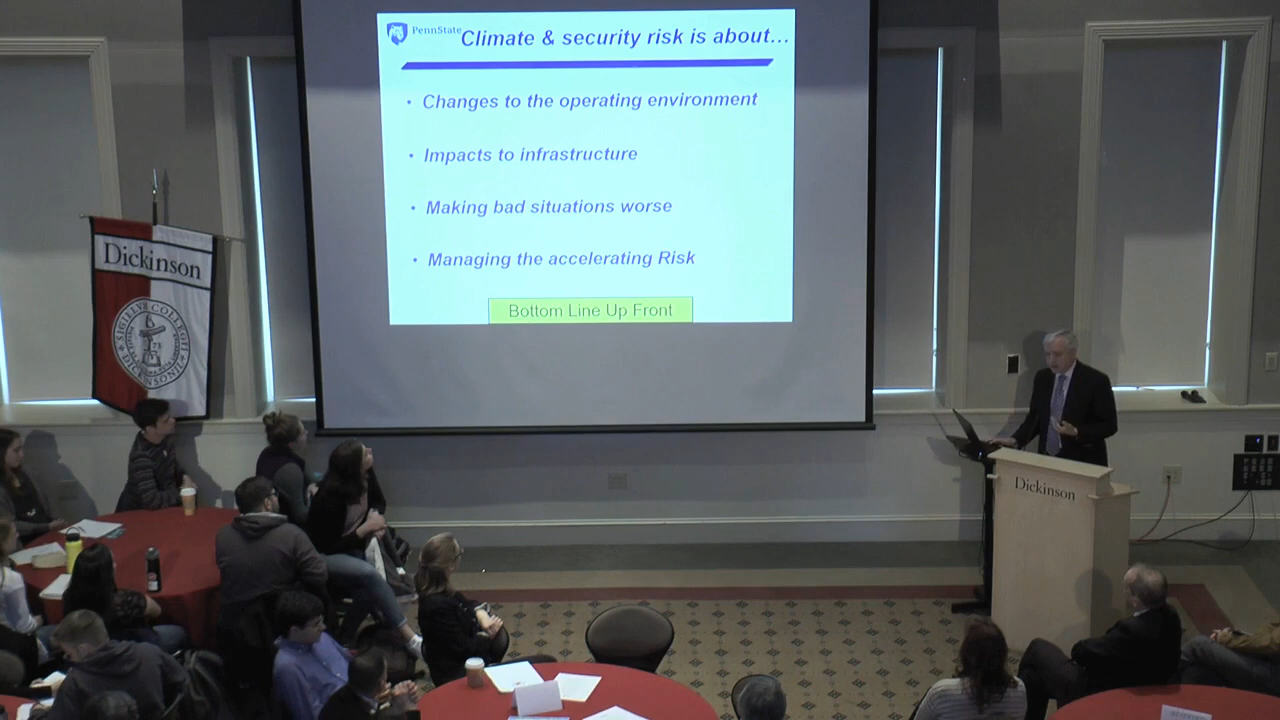 PennState
Climate & security risk is about...
• Changes to the operating environment
• Impacts to infrastructure
• Making bad situations worse
• Managing the accelerating Risk
Bottom Line Up Front
Dickinson
Dickinson